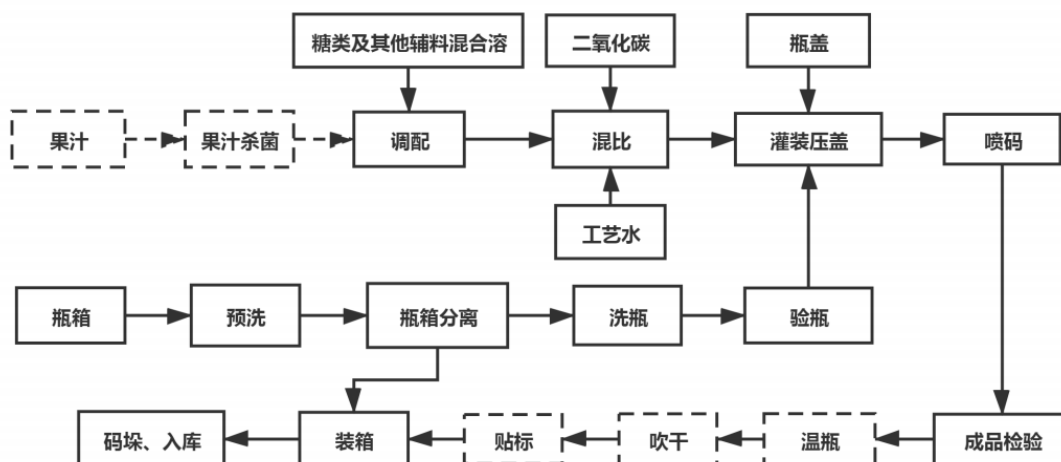 糖类及其他辅料混合溶
二氧化碳
瓶盖
果汁
果汁杀菌
调配
混比
灌装压盖
喷码
工艺水
瓶箱
预洗
瓶箱分离
洗瓶
验瓶
码垛、入库
装箱
贴标
吹干
温瓶
成品检验